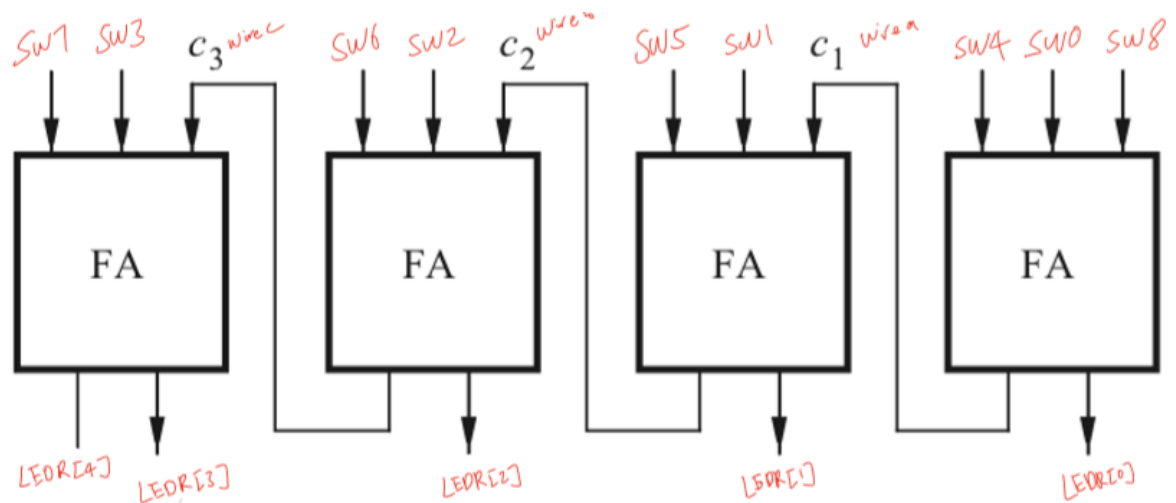 SW7 SW3 c3 wire c SW6 SW2 c2 wire b SW5 SW1 c1 wire a SW4 SW0 SW8
FA FA FA FA
LEDR[4] LEDR[3] LEDR[2] LEDR[1] LEDR[0]